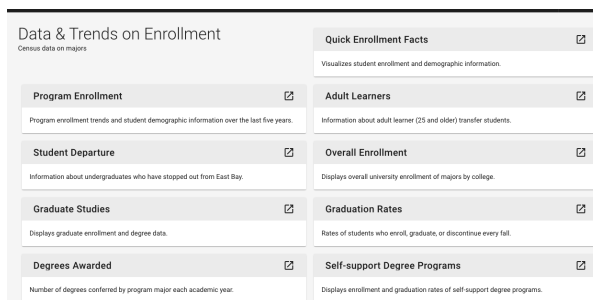 Data & Trends on Enrollment
Census data on majors
Quick Enrollment Facts
Visualizes student enrollment and demographic information.
Program Enrollment
Program enrollment trends and student demographic information over the last five years.
Adult Learners
Information about adult learner (25 and older) transfer students.
Student Departure
Information about undergraduates who have stopped out from East Bay.
Overall Enrollment
Displays overall university enrollment of majors by college.
Graduate Studies
Displays graduate enrollment and degree data.
Graduation Rates
Rates of students who enroll, graduate, or discontinue every fall.
Degrees Awarded
Number of degrees conferred by program major each academic year.
Self-support Degree Programs
Displays enrollment and graduation rates of self-support degree programs.